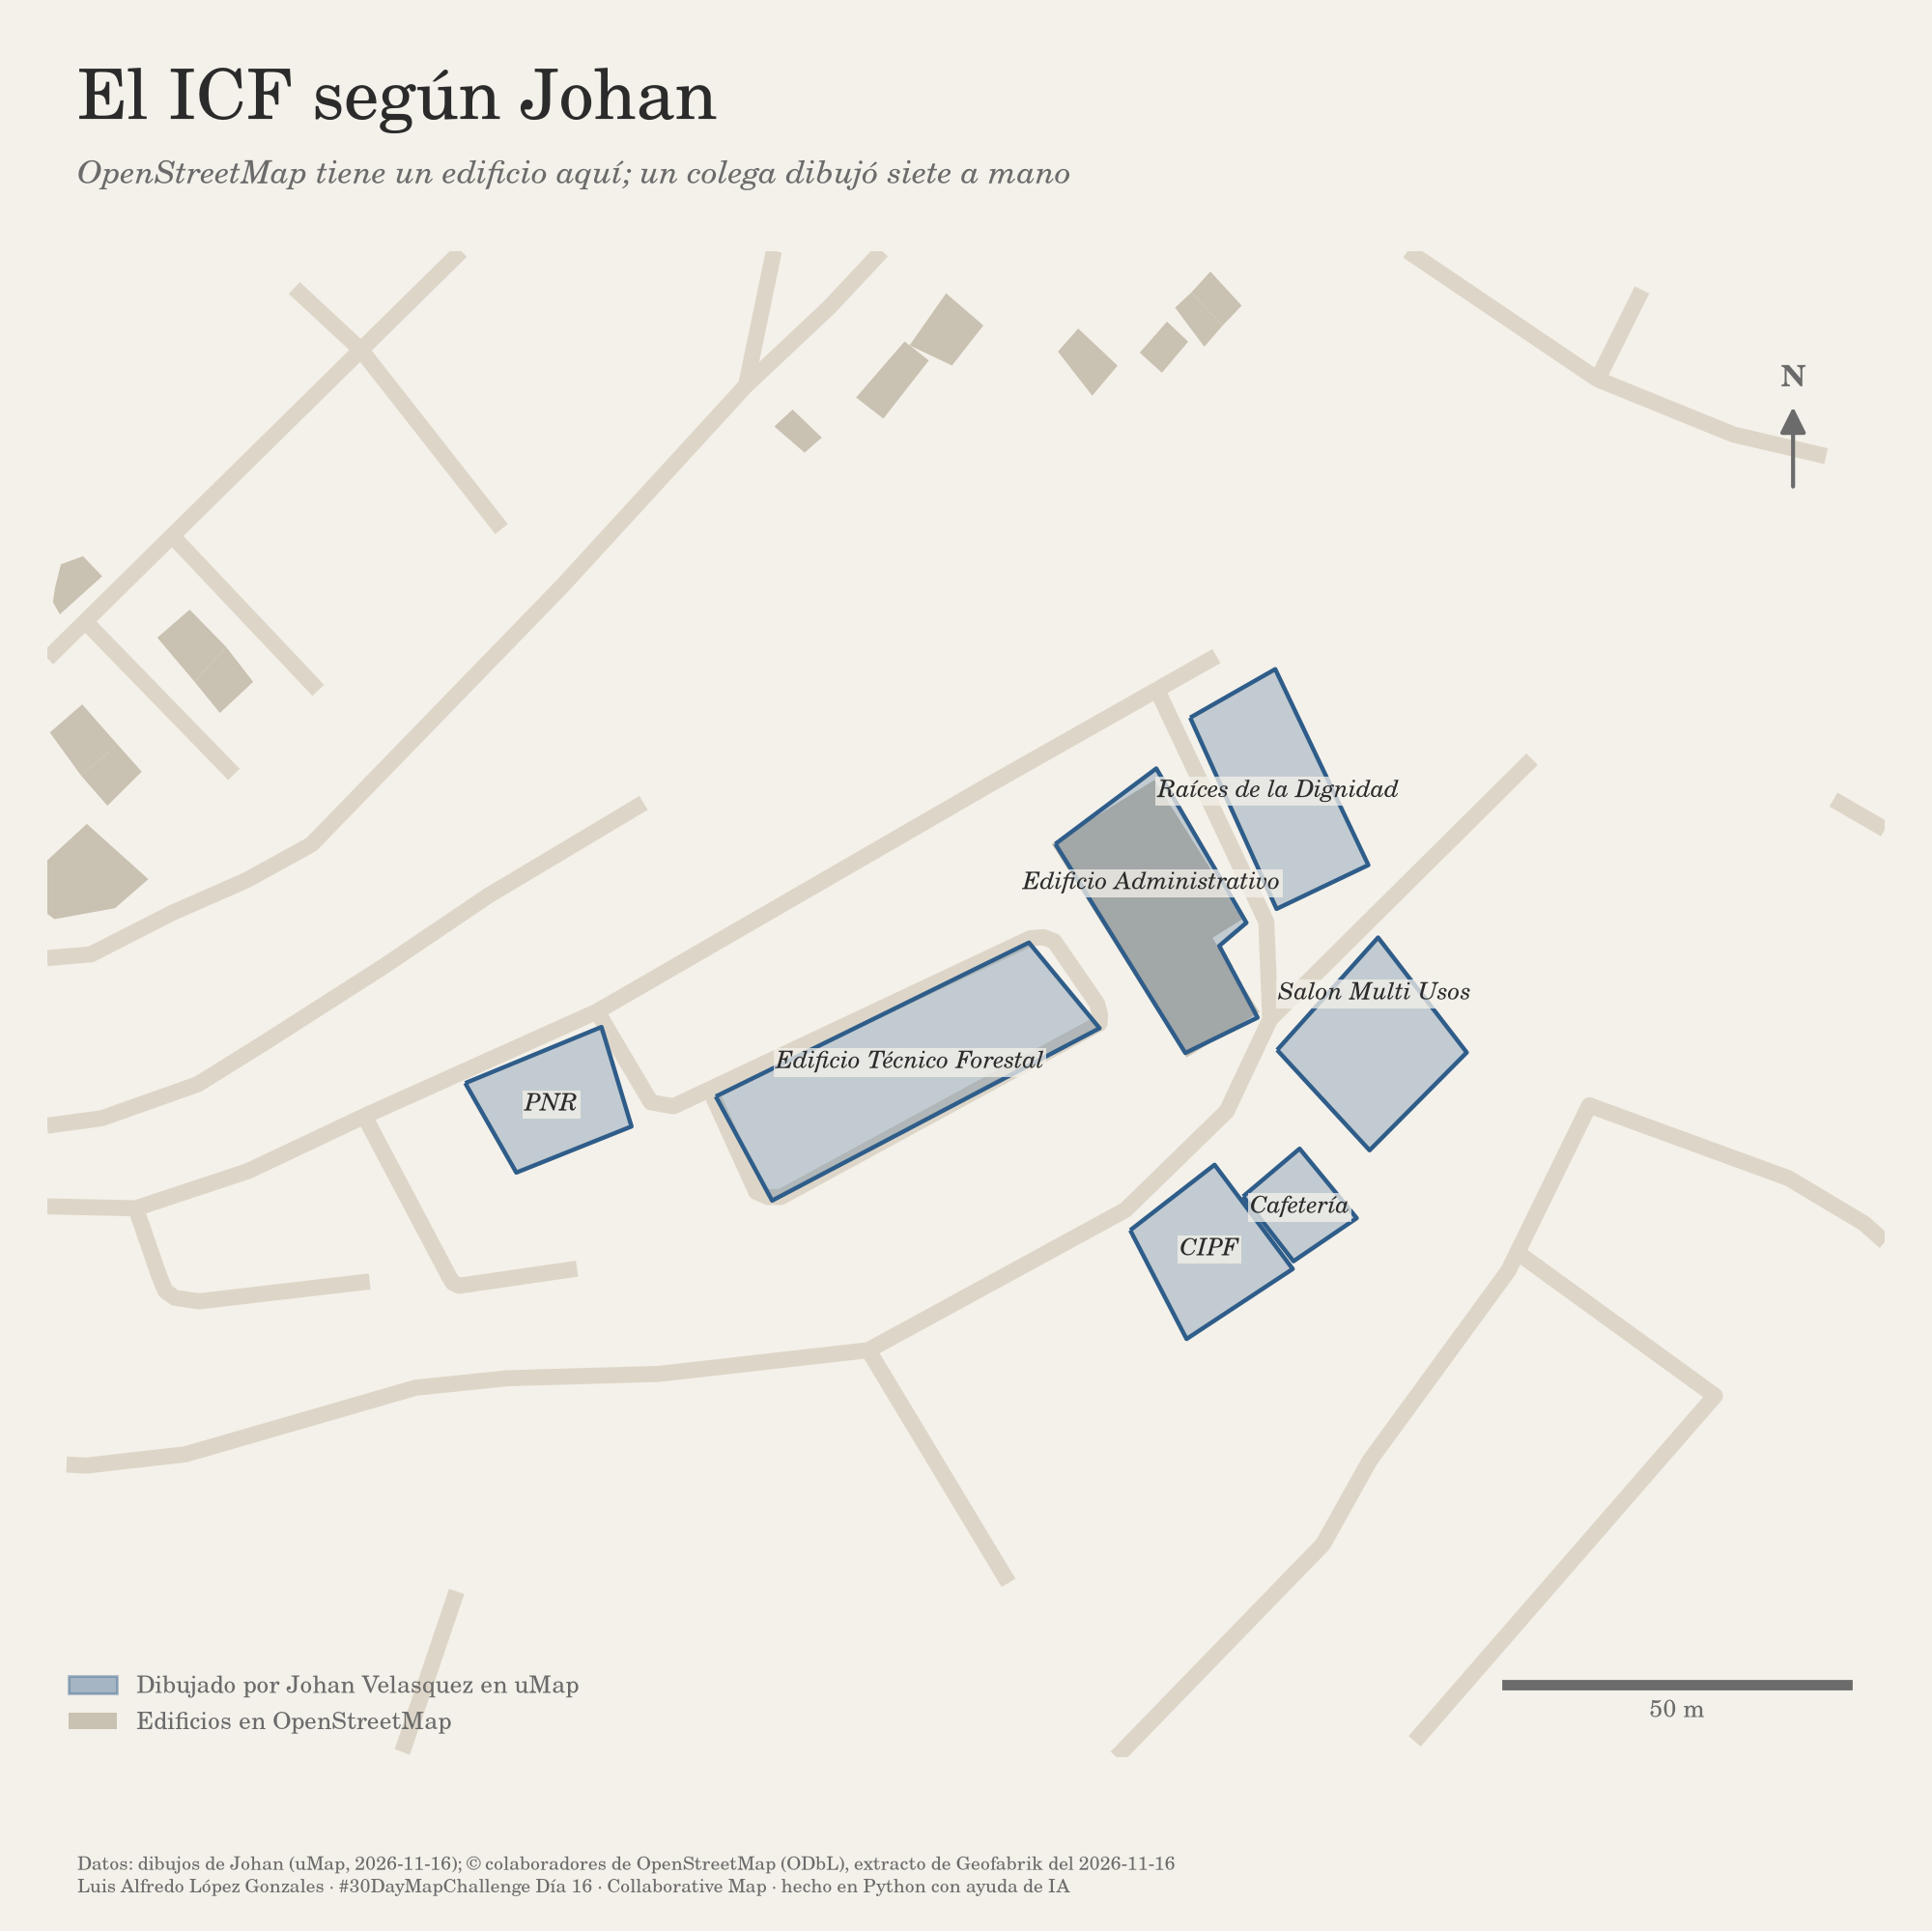 El ICF según Johan
OpenStreetMap tiene un edificio aquí; un colega dibujó siete a mano
N
Raíces de la Dignidad
Edificio Administrativo
Salon Multi Usos
Edificio Técnico Forestal
PNR
Cafetería
CIPF
Dibujado por Johan Velasquez en uMap
Edificios en OpenStreetMap
50 m
Datos: dibujos de Johan (uMap, 2026-11-16); © colaboradores de OpenStreetMap (ODbL), extracto de Geofabrik del 2026-11-16
Luis Alfredo López Gonzales · #30DayMapChallenge Día 16 · Collaborative Map · hecho en Python con ayuda de IA